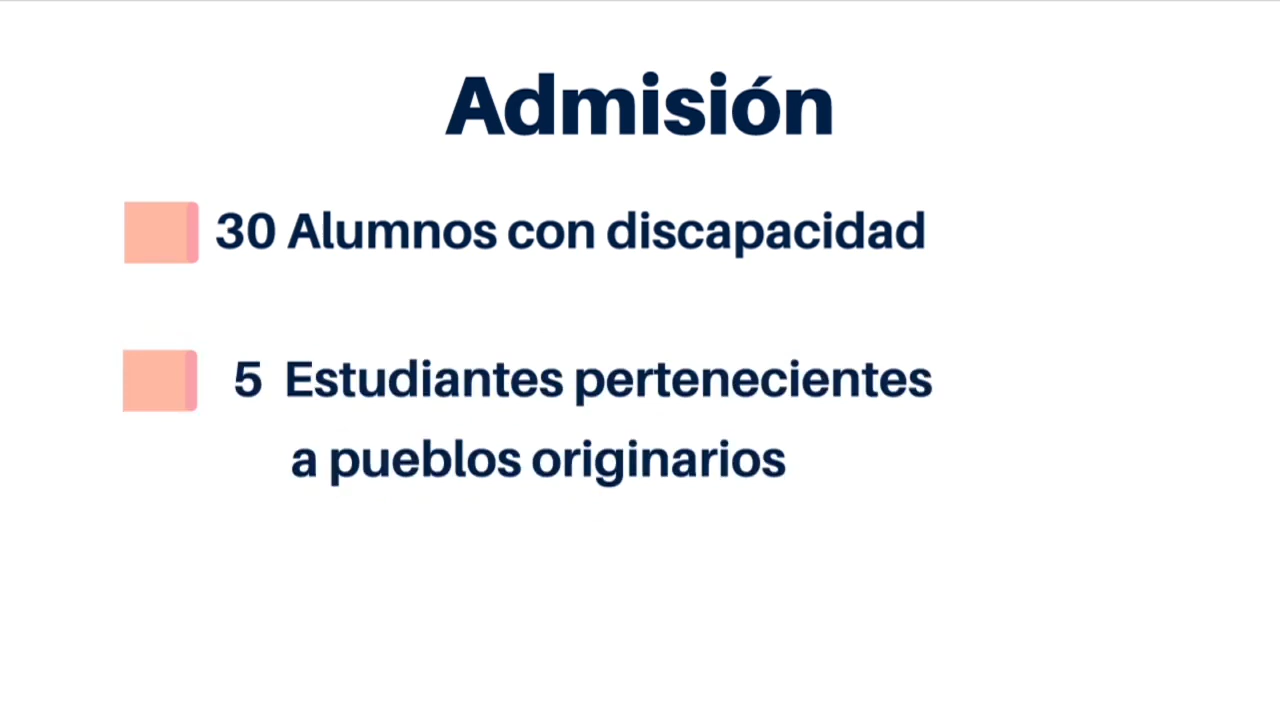 Admisión
30 Alumnos con discapacidad
5 Estudiantes pertenecientes
a pueblos originarios